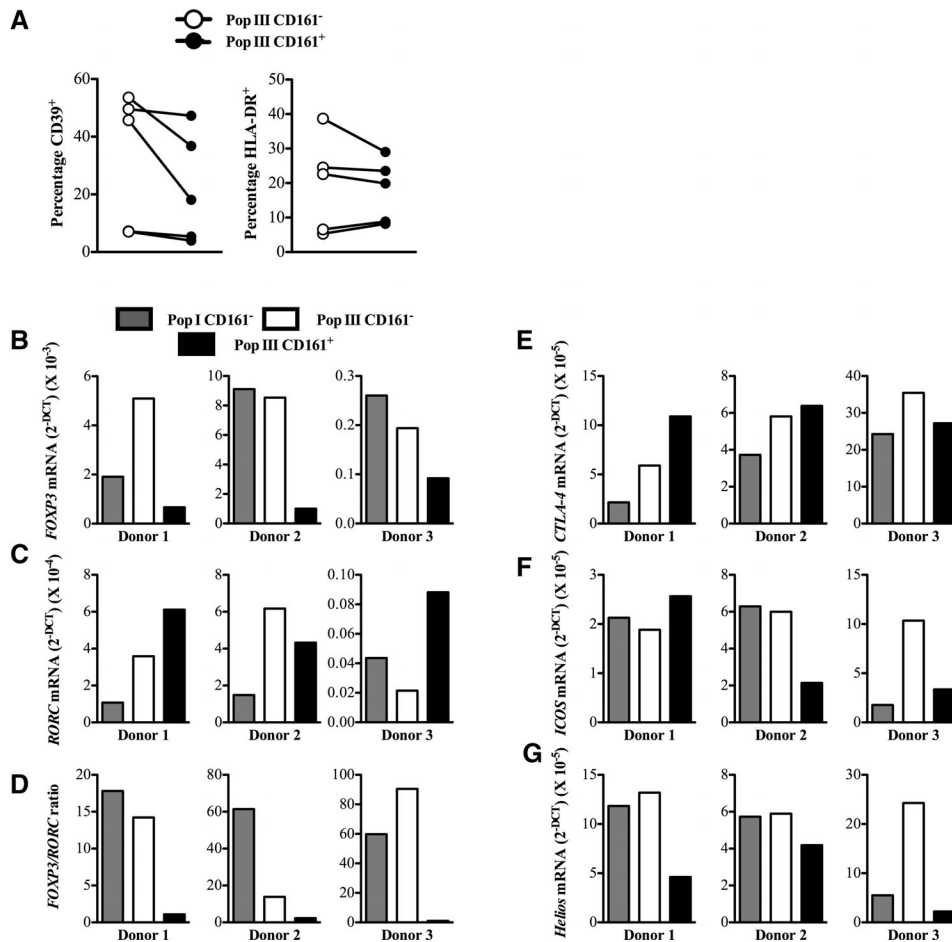 A
Pop III CD161-
Pop III CD161+
Percentage CD39+
60
40
20
0
Percentage HLA-DR+
50
40
30
20
10
0
Pop I CD161-
Pop III CD161-
Pop III CD161+
B
FOXP3 mRNA (2-DCT) (X 10-3)
6
4
2
0
Donor 1
10
9
8
6
4
2
0
Donor 2
0.3
0.2
0.1
0.0
Donor 3
C
RORC mRNA (2-DCT) (X 10-4)
8
6
4
2
0
Donor 1
8
6
4
2
0
Donor 2
0.10
0.08
0.06
0.04
0.02
0.00
Donor 3
D
FOXP3/RORC ratio
20
15
10
5
0
Donor 1
80
60
40
20
0
Donor 2
100
80
60
40
20
0
Donor 3
E
CTLA-4 mRNA (2-DCT) (X 10-5)
15
10
5
0
Donor 1
8
6
4
2
0
Donor 2
40
30
20
10
0
Donor 3
F
ICOS mRNA (2-DCT) (X 10-5)
3
2
1
0
Donor 1
8
6
4
2
0
Donor 2
15
10
5
0
Donor 3
G
Helios mRNA (2-DCT) (X 10-5)
15
10
5
0
Donor 1
8
6
4
2
0
Donor 2
30
20
10
0
Donor 3